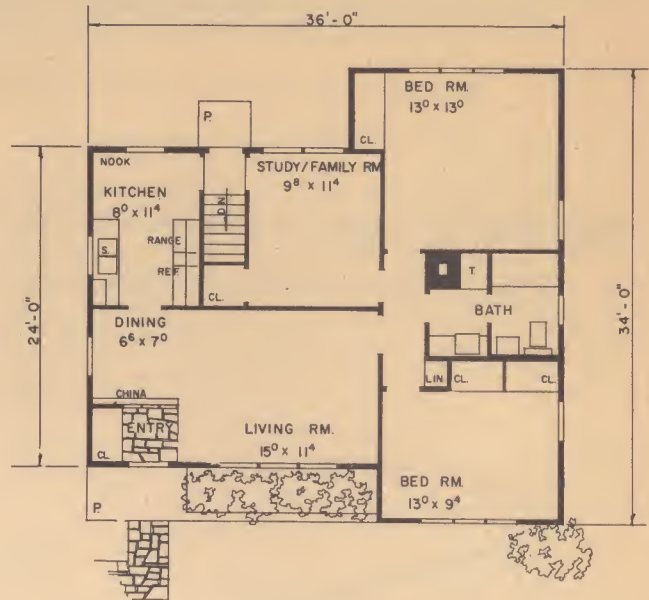 36'-0"
BED RM.
13⁰ x 13⁰
CL.
P.
NOOK
KITCHEN
8⁰ x 11⁴
STUDY/FAMILY RM
9⁸ x 11⁴
DN.
S.
RANGE
REF.
CL.
T.
BATH
24'-0"
34'-0"
DINING
6⁶ x 7⁰
CHINA
ENTRY
CL.
LIVING RM.
15⁰ x 11⁴
LIN
CL.
CL.
BED RM.
13⁰ x 9⁴
P.